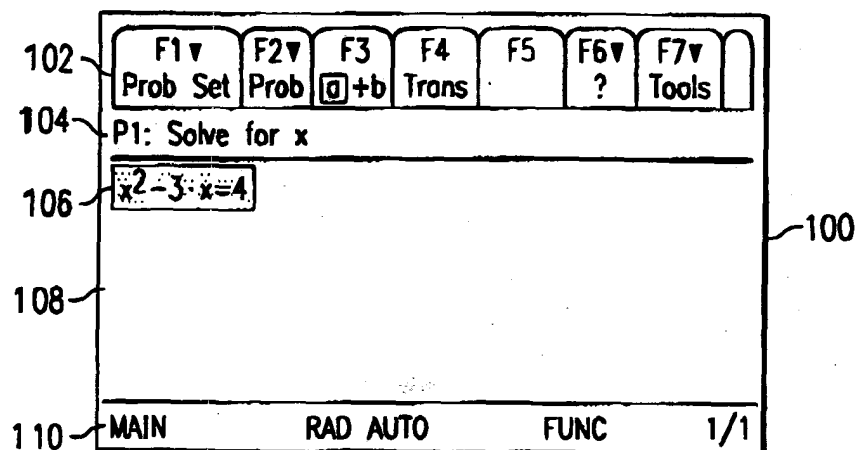 F1▼ F2▼ F3 F4 F5 F6▼ F7▼
102 Prob Set Prob a+b Trans ? Tools
104 P1: Solve for x
106 x²-3·x=4
100
108
110 MAIN RAD AUTO FUNC 1/1